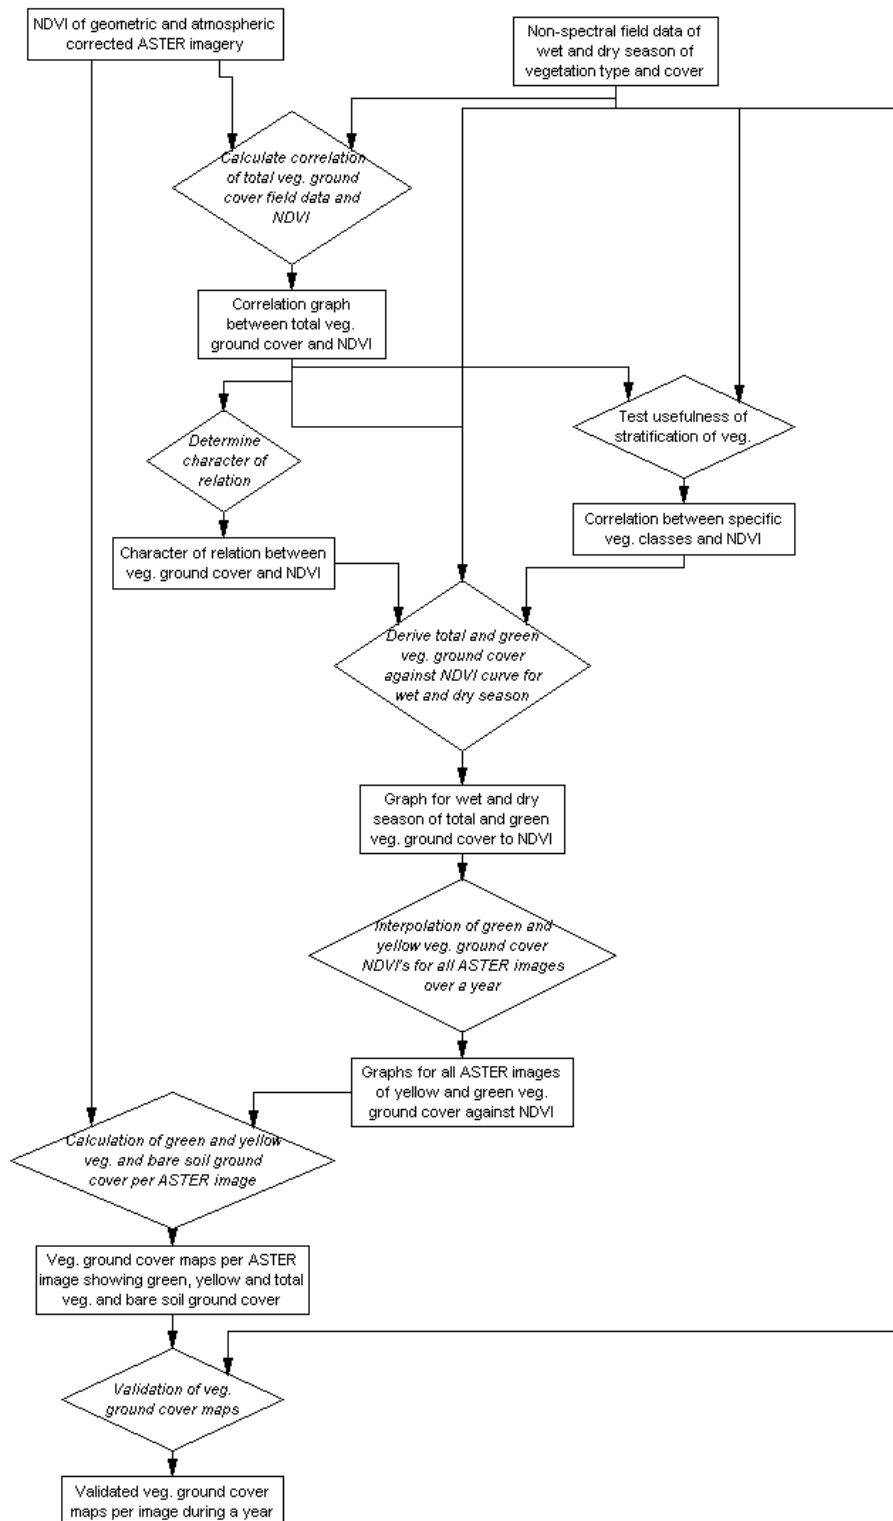 NDVI of geometric and atmospheric
corrected ASTER imagery
Non-spectral field data of
wet and dry season of
vegetation type and cover
Calculate correlation
of total veg. ground
cover field data and
NDVI
Correlation graph
between total veg.
ground cover and NDVI
Determine
character of
relation
Test usefulness of
stratification of veg.
Character of relation between
veg. ground cover and NDVI
Correlation between specific
veg. classes and NDVI
Derive total and green
veg. ground cover
against NDVI curve for
wet and dry season
Graph for wet and dry
season of total and green
veg. ground cover to NDVI
Interpolation of green and
yellow veg. ground cover
NDVI's for all ASTER images
over a year
Graphs for all ASTER images
of yellow and green veg.
ground cover against NDVI
Calculation of green and yellow
veg. and bare soil ground
cover per ASTER image
Veg. ground cover maps per ASTER
image showing green, yellow and total
veg. and bare soil ground cover
Validation of veg.
ground cover maps
Validated veg. ground cover
maps per image during a year